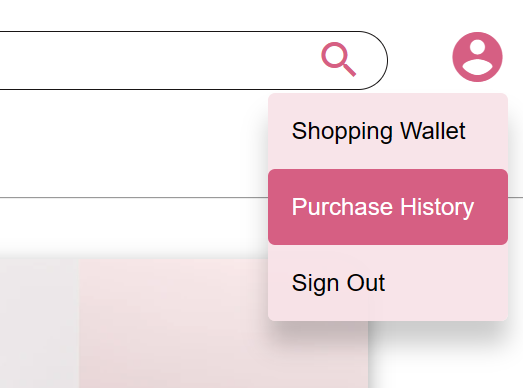 Shopping Wallet
Purchase History
Sign Out